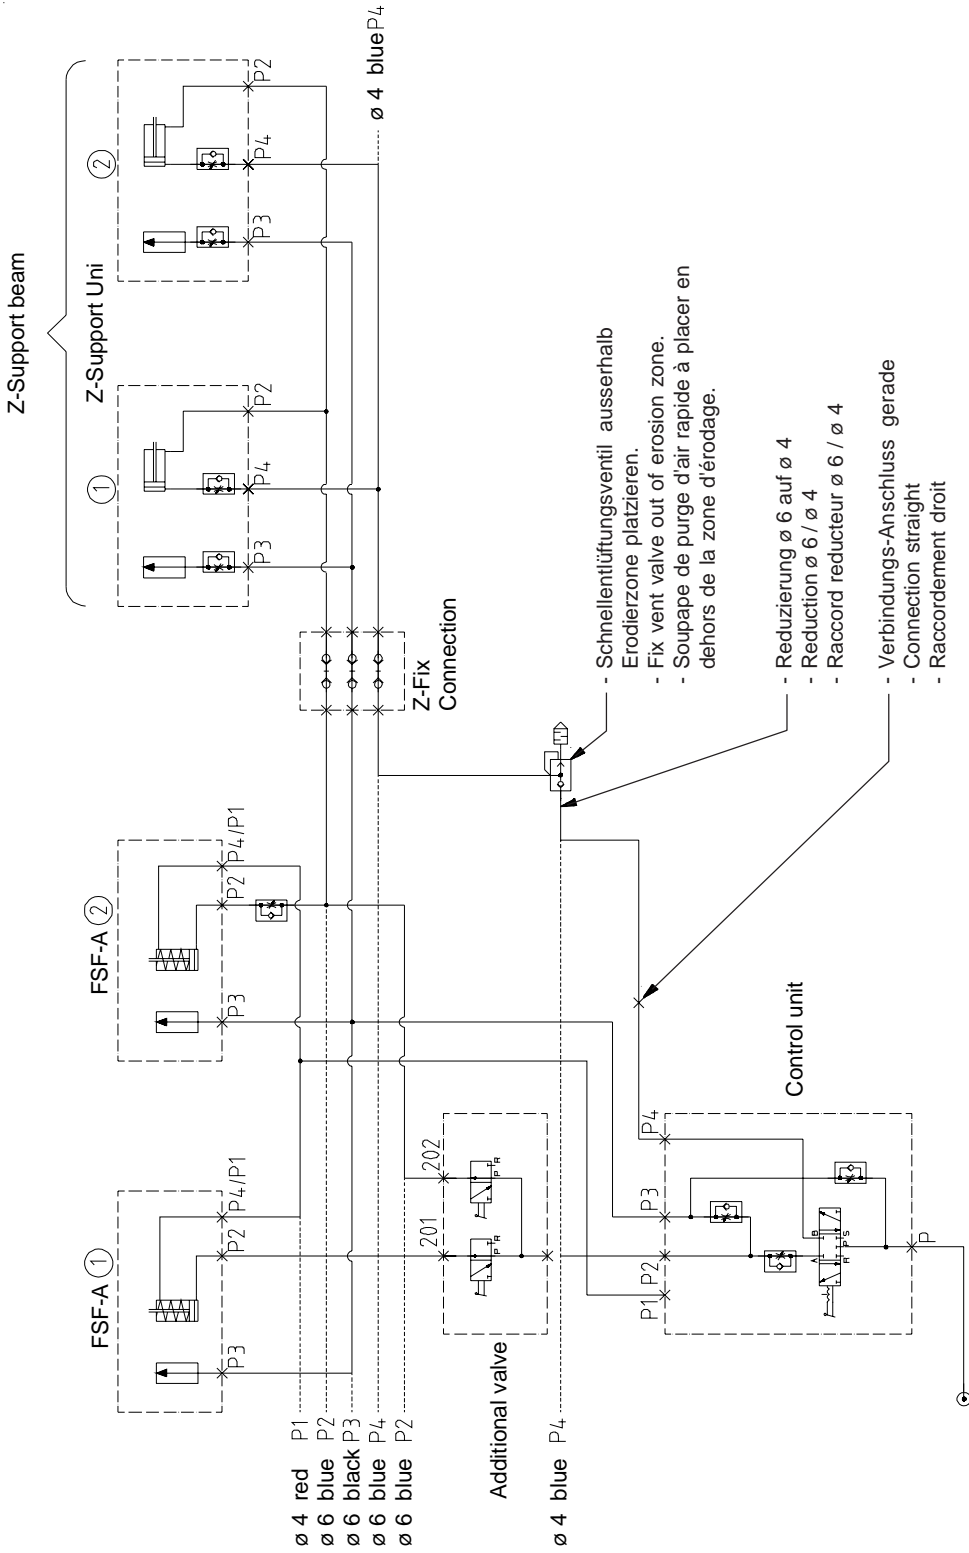 Z-Support beam
Z-Support Uni
1
2
P3
P4
P2
P3
P4
P2
ø 4 blue P4
FSF-A 1
FSF-A 2
P3
P2
P4/P1
P3
P2
P4/P1
Z-Fix
Connection
ø 4 red P1
ø 6 blue P2
ø 6 black P3
ø 6 blue P4
ø 6 blue P2
201
202
P R
P R
Additional valve
ø 4 blue P4
- Schnellentlüftungsventil ausserhalb
Erodierzone platzieren.
- Fix vent valve out of erosion zone.
- Soupape de purge d'air rapide à placer en
dehors de la zone d'érodage.
- Reduzierung ø 6 auf ø 4
- Reduction ø 6 / ø 4
- Raccord reducteur ø 6 / ø 4
- Verbindungs-Anschluss gerade
- Connection straight
- Raccordement droit
Control unit
P1
P2
P3
P4
A B
R P S
P